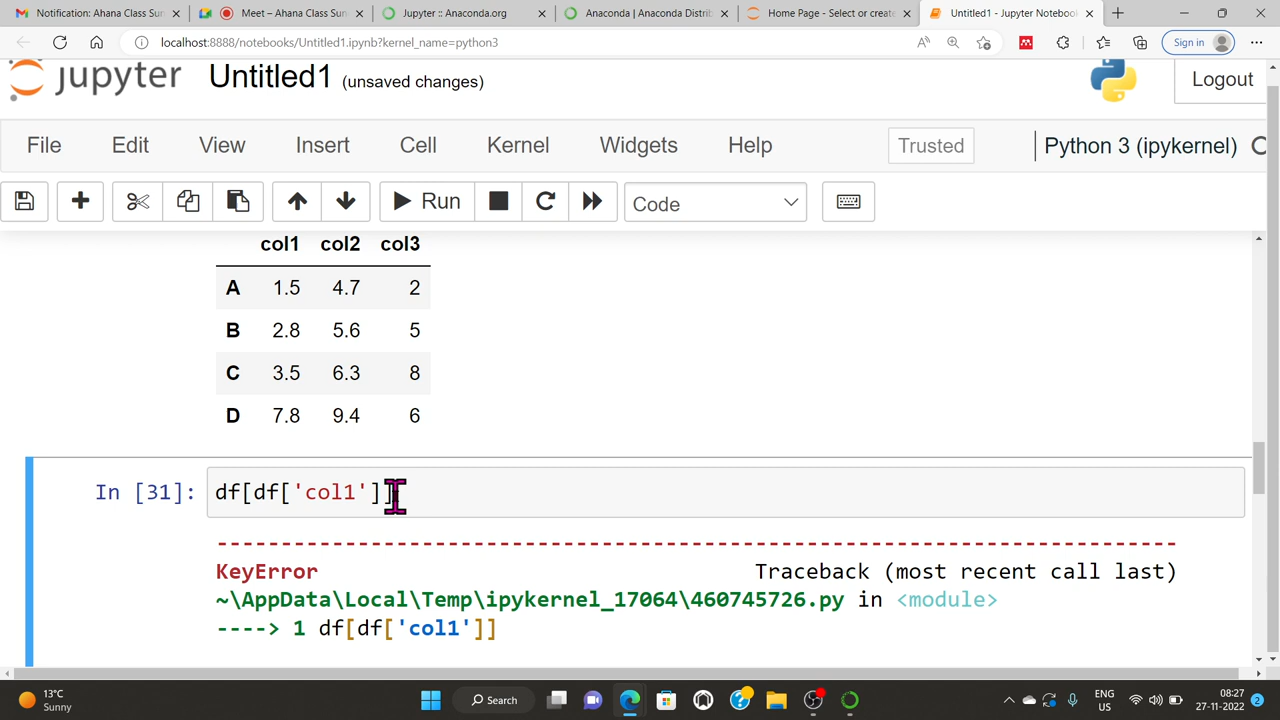 Notification: Ahana Class Sun
Meet – Ahana Class Sun
Jupyter :: Anaconda.org
Anaconda | Anaconda Distrib
Home Page - Select or create
Untitled1 - Jupyter Notebook
localhost:8888/notebooks/Untitled1.ipynb?kernel_name=python3
Sign in
jupyter Untitled1 (unsaved changes)
Logout
File Edit View Insert Cell Kernel Widgets Help Trusted Python 3 (ipykernel)
Run Code
col1 col2 col3
A 1.5 4.7 2
B 2.8 5.6 5
C 3.5 6.3 8
D 7.8 9.4 6
In [31]: df[df['col1']]
---------------------------------------------------------------------------
KeyError Traceback (most recent call last)
~\AppData\Local\Temp\ipykernel_17064\460745726.py in <module>
----> 1 df[df['col1']]
13°C
Sunny
Search
ENG
US
08:27
27-11-2022
2